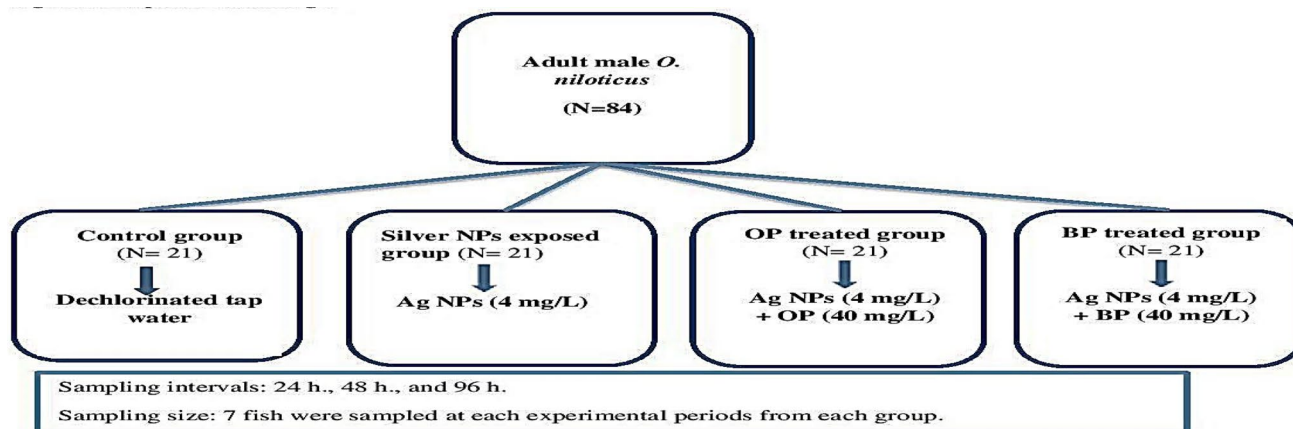 Adult male O.
niloticus
(N=84)
Control group
(N= 21)
Dechlorinated tap
water
Silver NPs exposed
group (N= 21)
Ag NPs (4 mg/L)
OP treated group
(N= 21)
Ag NPs (4 mg/L)
+ OP (40 mg/L)
BP treated group
(N= 21)
Ag NPs (4 mg/L)
+ BP (40 mg/L)
Sampling intervals: 24 h., 48 h., and 96 h.
Sampling size: 7 fish were sampled at each experimental periods from each group.